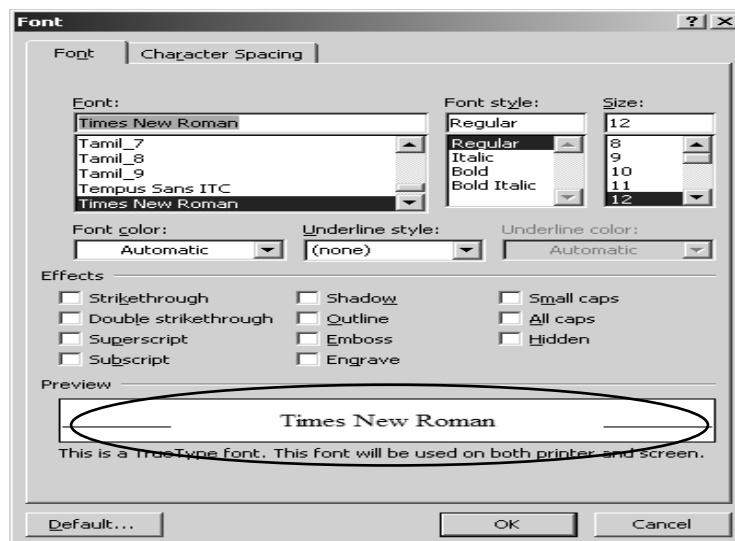 Font
Font Character Spacing
Font: Font style: Size:
Times New Roman Regular 12
Tamil_7 Regular 8
Tamil_8 Italic 9
Tamil_9 Bold 10
Tempus Sans ITC Bold Italic 11
Times New Roman 12
Font color: Underline style: Underline color:
Automatic (none) Automatic
Effects
Strikethrough Shadow Small caps
Double strikethrough Outline All caps
Superscript Emboss Hidden
Subscript Engrave
Preview
Times New Roman
This is a TrueType font. This font will be used on both printer and screen.
Default... OK Cancel